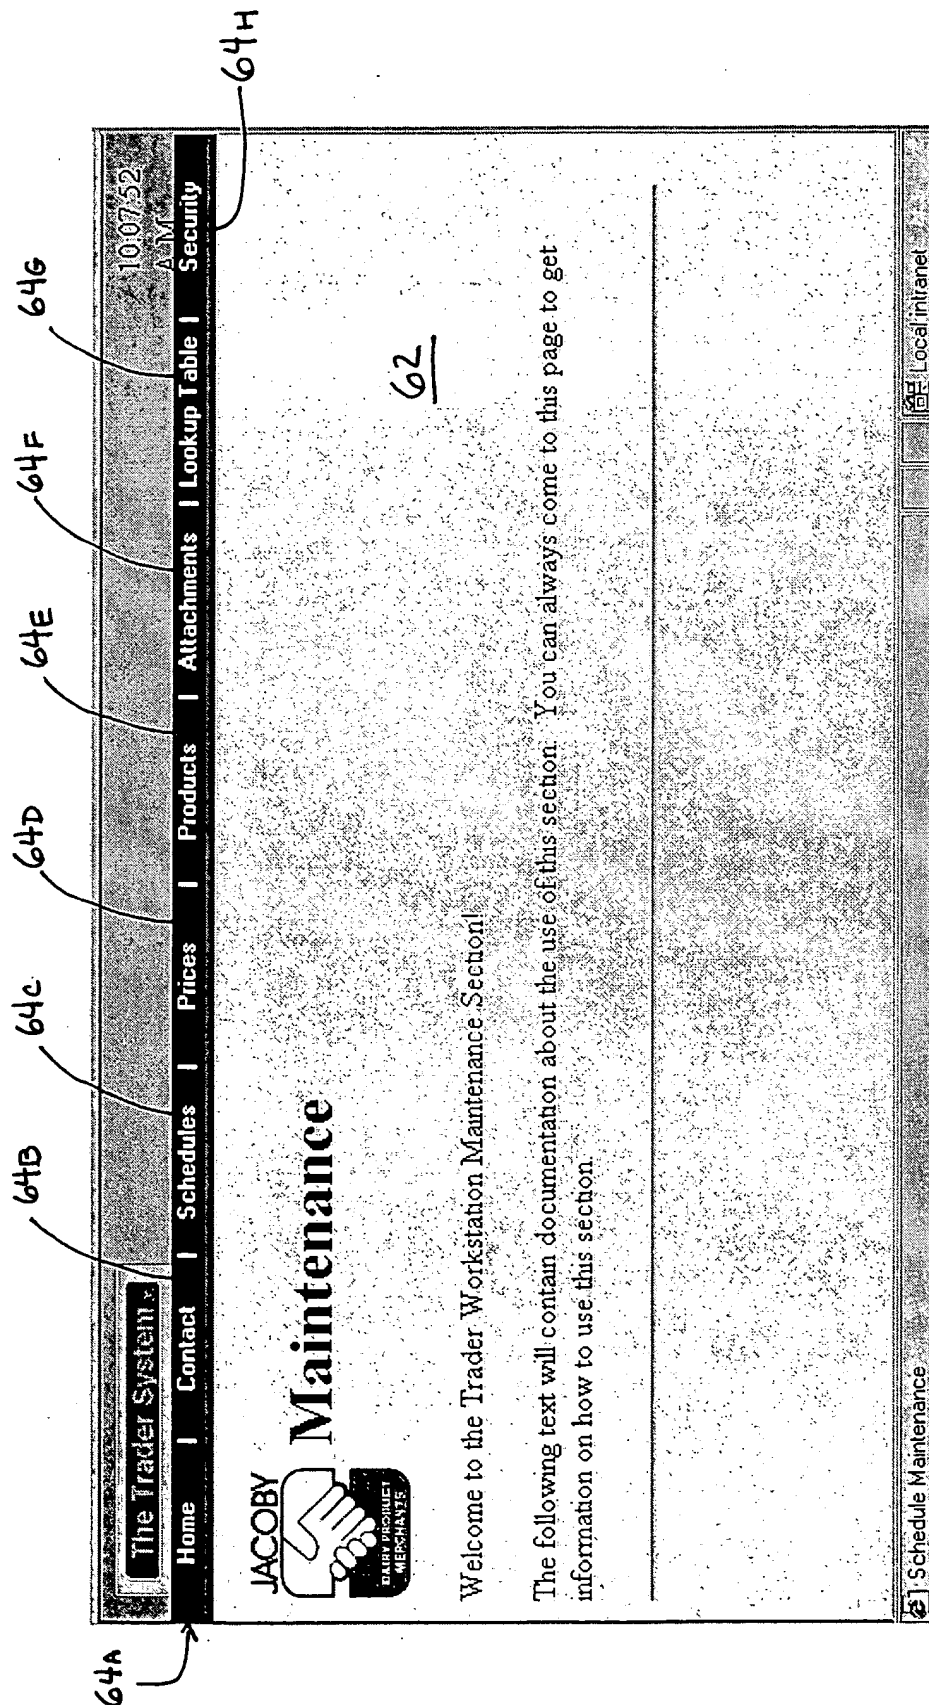 64B 64C 64D 64E 64F 64G
The Trader System
10:07:52
A M
64A
Home | Contact | Schedules | Prices | Products | Attachments | Lookup Table | Security
64H
JACOBY
DAIRY PRODUCT
MERCHANTS
Maintenance
62
Welcome to the Trader Workstation Maintenance Section!
The following text will contain documentation about the use of this section. You can always come to this page to get
information on how to use this section.
Schedule Maintenance
Local intranet